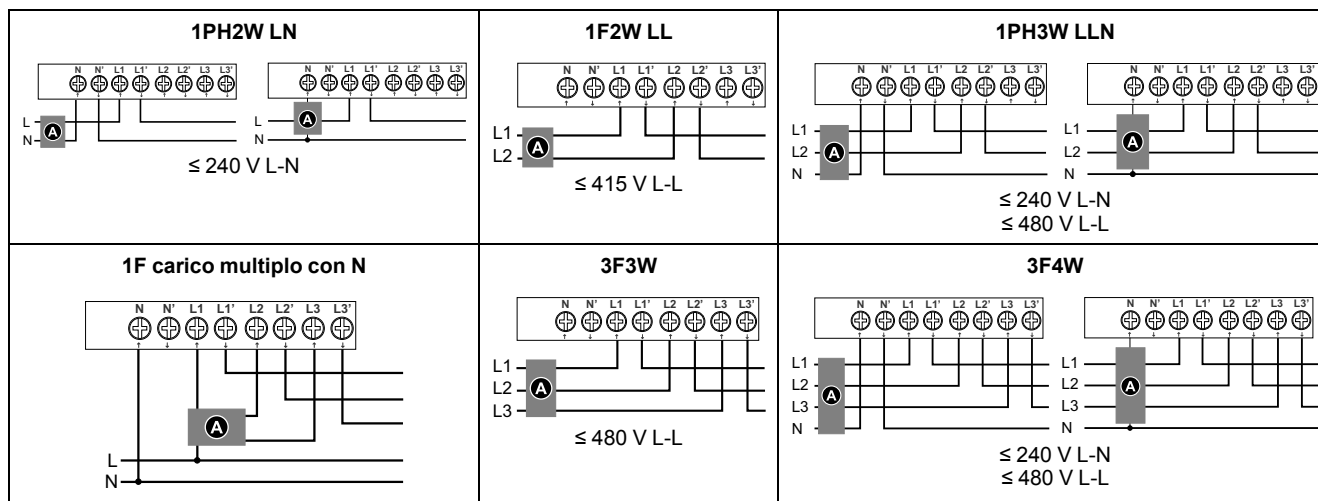 1PH2W LN
N N' L1 L1' L2 L2' L3 L3'
N N' L1 L1' L2 L2' L3 L3'
L
A
N
L
A
N
≤ 240 V L-N
1F2W LL
N N' L1 L1' L2 L2' L3 L3'
L1
A
L2
≤ 415 V L-L
1PH3W LLN
N N' L1 L1' L2 L2' L3 L3'
N N' L1 L1' L2 L2' L3 L3'
L1
L2
A
N
L1
A
L2
N
≤ 240 V L-N
≤ 480 V L-L
1F carico multiplo con N
N N' L1 L1' L2 L2' L3 L3'
A
L
N
3F3W
N N' L1 L1' L2 L2' L3 L3'
L1
L2
A
L3
≤ 480 V L-L
3F4W
N N' L1 L1' L2 L2' L3 L3'
N N' L1 L1' L2 L2' L3 L3'
L1
L2
A
L3
N
L1
L2
A
L3
N
≤ 240 V L-N
≤ 480 V L-L